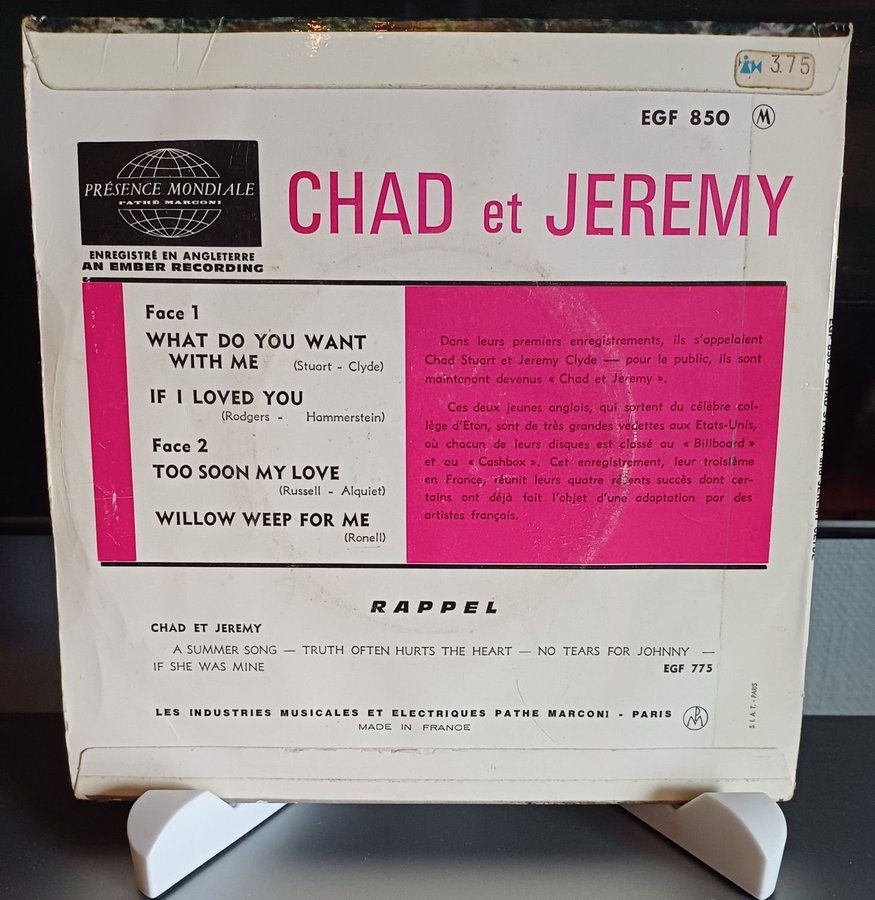 3.75
EGF 850 M
PRÉSENCE MONDIALE
PATHÉ MARCONI
CHAD et JEREMY
ENREGISTRÉ EN ANGLETERRE
AN EMBER RECORDING
Face 1
WHAT DO YOU WANT
WITH ME (Stuart - Clyde)
IF I LOVED YOU
(Rodgers - Hammerstein)
Face 2
TOO SOON MY LOVE
(Russell - Alquiet)
WILLOW WEEP FOR ME
(Ronell)
Dans leurs premiers enregistrements, ils s'appelaient
Chad Stuart et Jeremy Clyde — pour le public, ils sont
maintenant devenus « Chad et Jeremy ».
Ces deux jeunes anglais, qui sortent du célèbre col-
lège d'Eton, sont de très grandes vedettes aux Etats-Unis,
où chacun de leurs disques est classé au « Billboard »
et au « Cashbox ». Cet enregistrement, leur troisième
en France, réunit leurs quatre récents succès dont cer-
tains ont déjà fait l'objet d'une adaptation par des
artistes français.
RAPPEL
CHAD ET JEREMY
A SUMMER SONG — TRUTH OFTEN HURTS THE HEART — NO TEARS FOR JOHNNY —
IF SHE WAS MINE EGF 775
LES INDUSTRIES MUSICALES ET ELECTRIQUES PATHE MARCONI - PARIS
MADE IN FRANCE
S.I.A.T. - PARIS